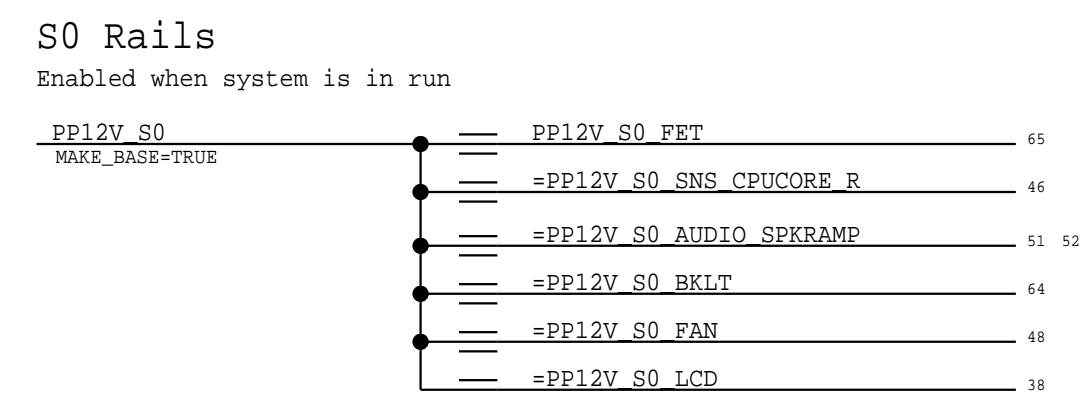 S0 Rails
Enabled when system is in run
PP12V_S0
MAKE_BASE=TRUE
PP12V_S0_FET 65
=PP12V_S0_SNS_CPUCORE_R 46
=PP12V_S0_AUDIO_SPKRAMP 51 52
=PP12V_S0_BKLT 64
=PP12V_S0_FAN 48
=PP12V_S0_LCD 38